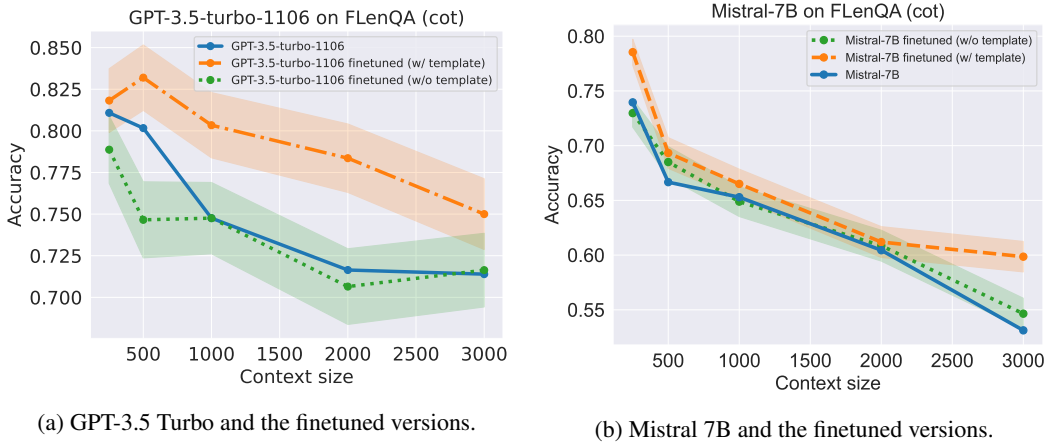 GPT-3.5-turbo-1106 on FLenQA (cot)
GPT-3.5-turbo-1106
GPT-3.5-turbo-1106 finetuned (w/ template)
GPT-3.5-turbo-1106 finetuned (w/o template)
Accuracy
0.850
0.825
0.800
0.775
0.750
0.725
0.700
500 1000 1500 2000 2500 3000
Context size
(a) GPT-3.5 Turbo and the finetuned versions.
Mistral-7B on FLenQA (cot)
Mistral-7B finetuned (w/o template)
Mistral-7B finetuned (w/ template)
Mistral-7B
Accuracy
0.80
0.75
0.70
0.65
0.60
0.55
500 1000 1500 2000 2500 3000
Context size
(b) Mistral 7B and the finetuned versions.